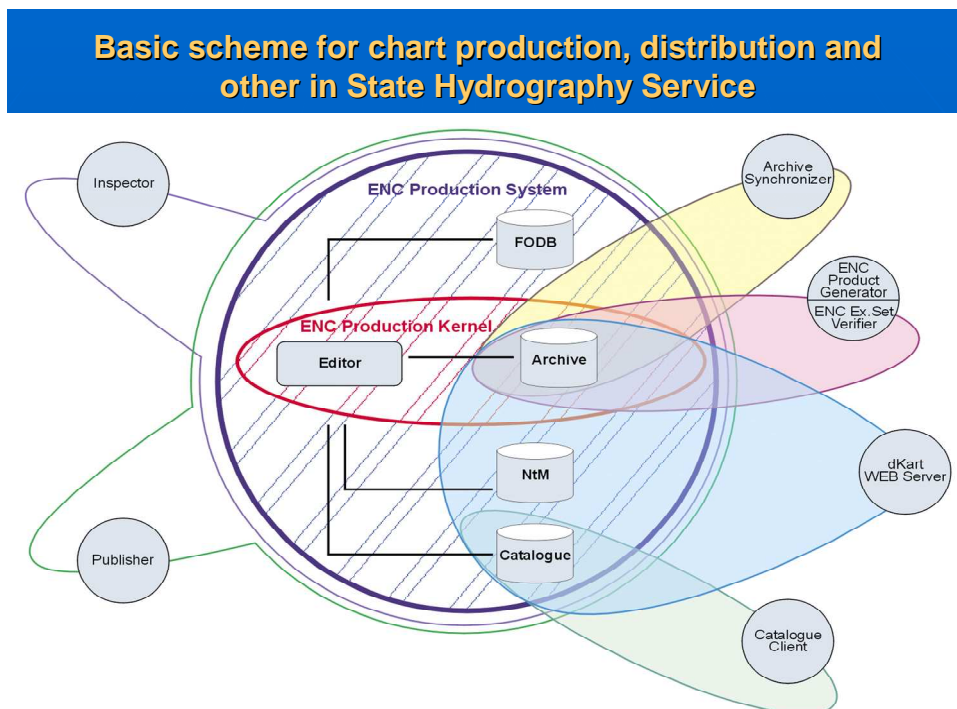 Basic scheme for chart production, distribution and
other in State Hydrography Service
Inspector
Archive
Synchronizer
ENC Production System
FODB
ENC
Product
Generator
ENC Ex.Set
Verifier
ENC Production Kernel
Editor
Archive
NtM
dKart
WEB Server
Catalogue
Publisher
Catalogue
Client